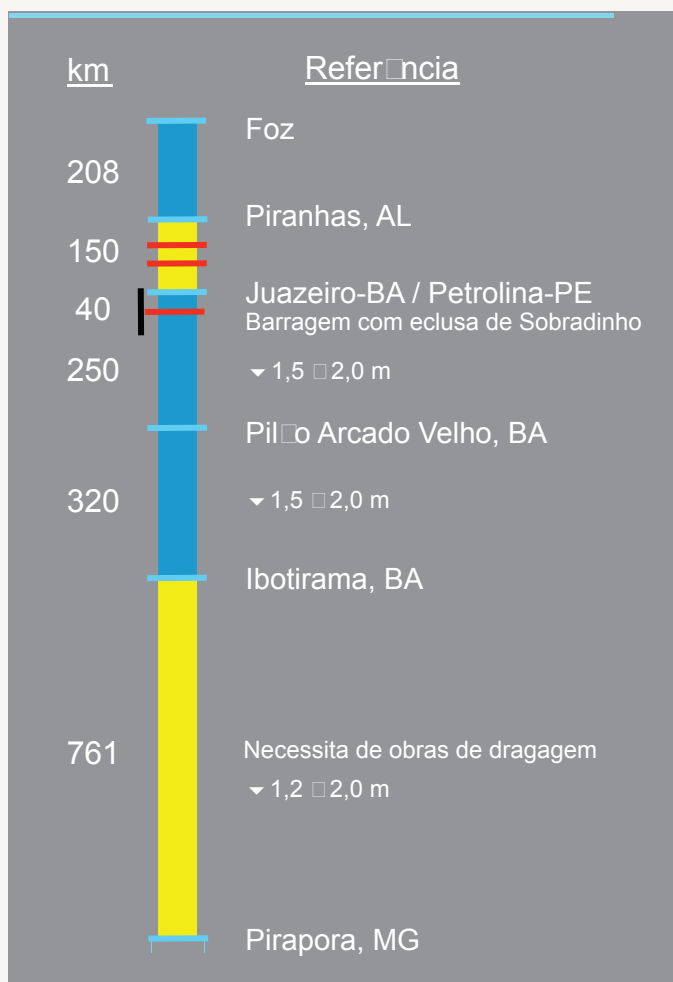 km Referência
Foz
208
Piranhas, AL
150
Juazeiro-BA / Petrolina-PE
40 Barragem com eclusa de Sobradinho
250 1,5 □ 2,0 m
Pil□o Arcado Velho, BA
320 1,5 □ 2,0 m
Ibotirama, BA
761 Necessita de obras de dragagem
1,2 □ 2,0 m
Pirapora, MG